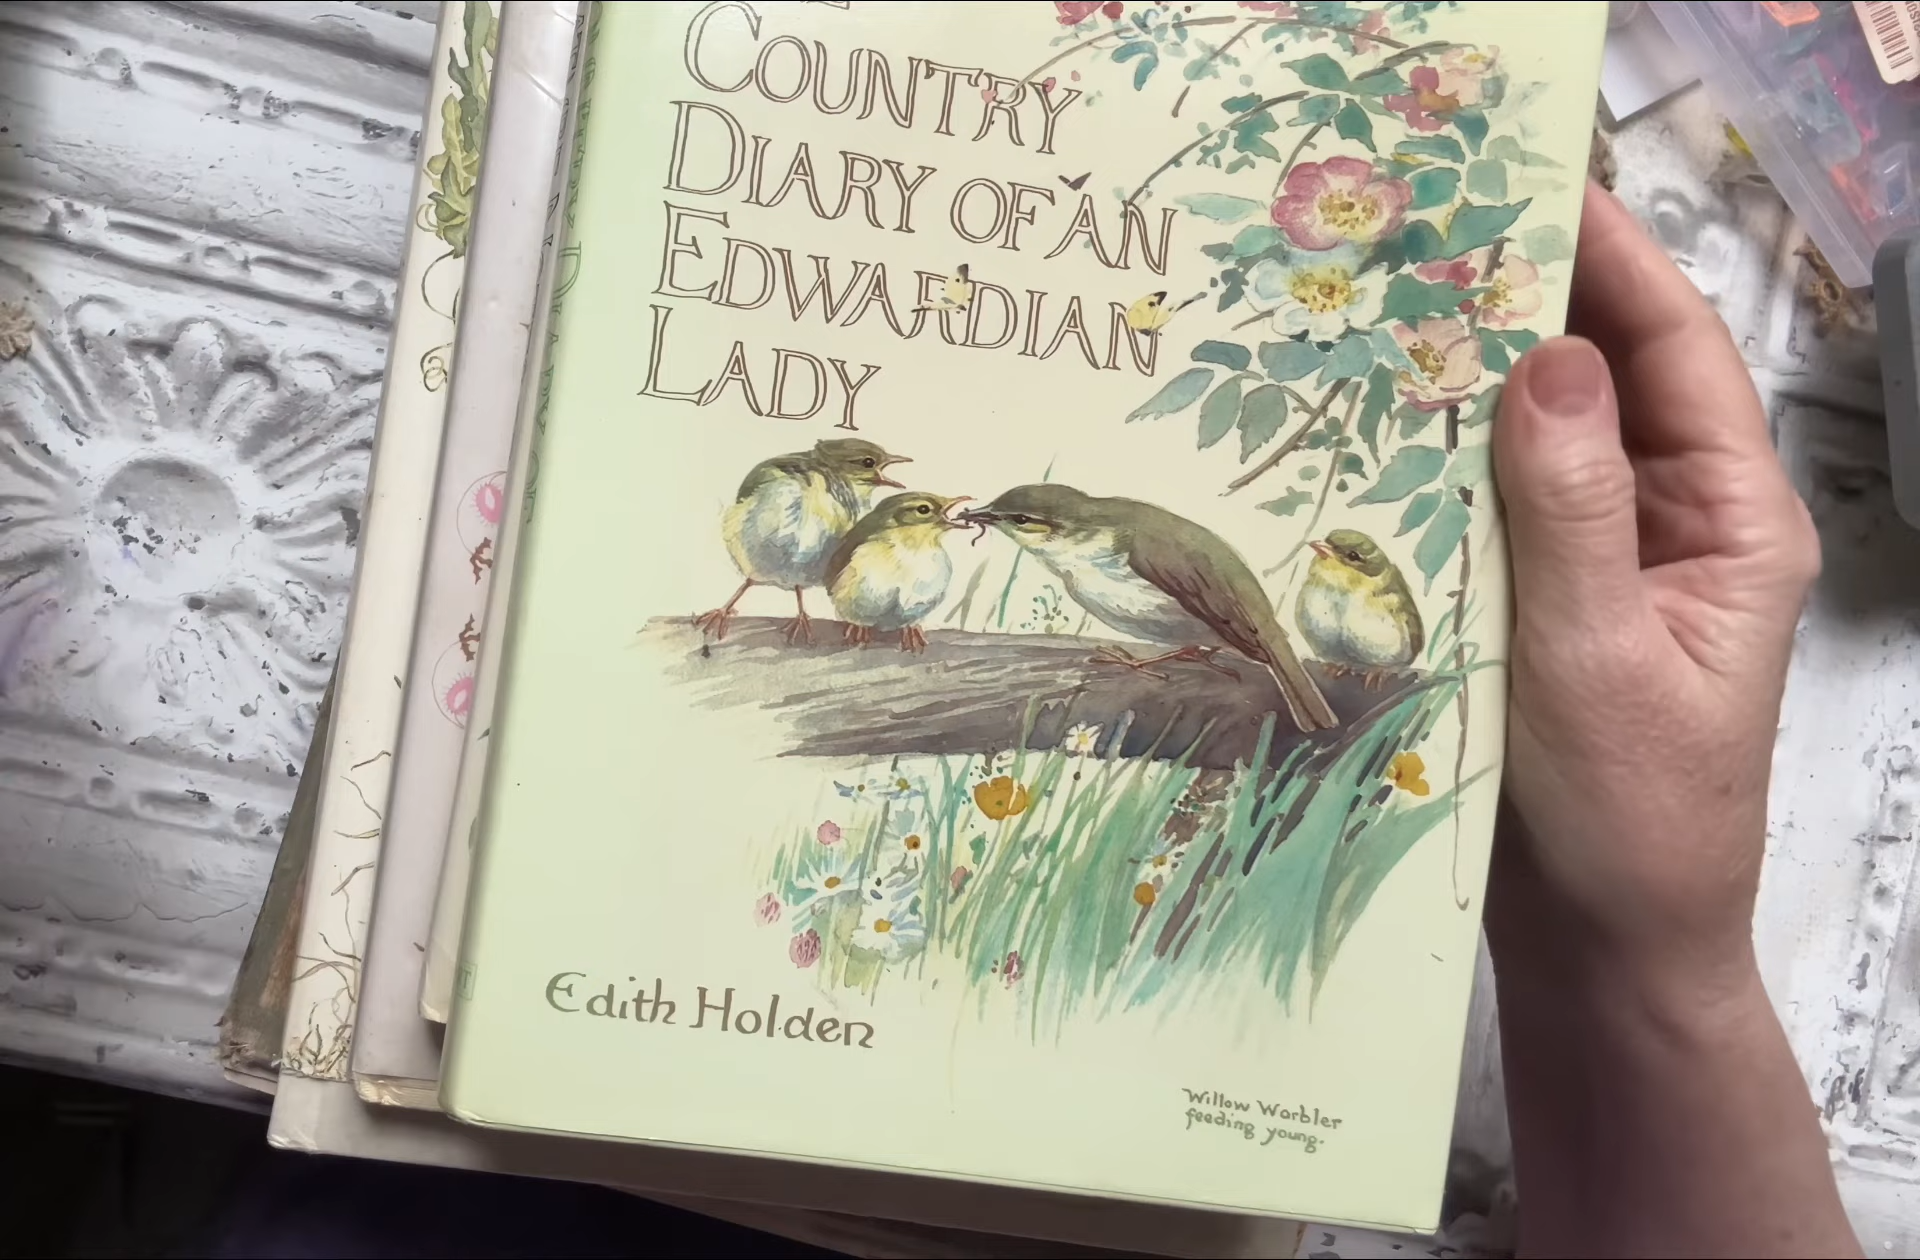 COUNTRY
DIARY OF AN
EDWARDIAN
LADY
Edith Holden
Willow Warbler
feeding young.